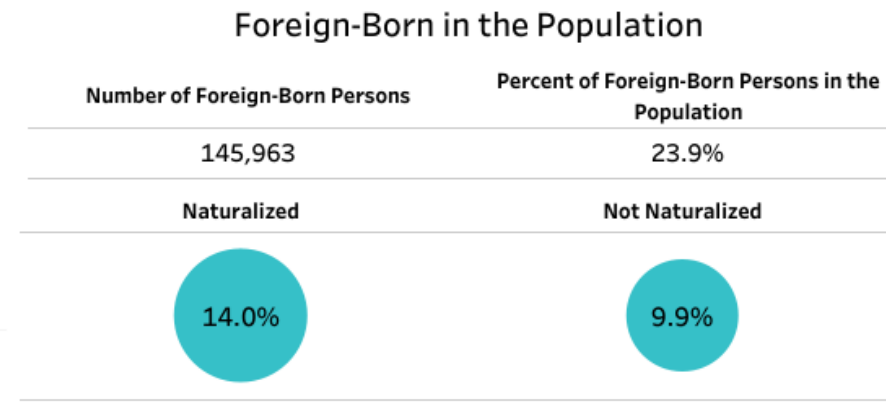 Foreign-Born in the Population
Number of Foreign-Born Persons
Percent of Foreign-Born Persons in the
Population
145,963
23.9%
Naturalized
Not Naturalized
14.0%
9.9%